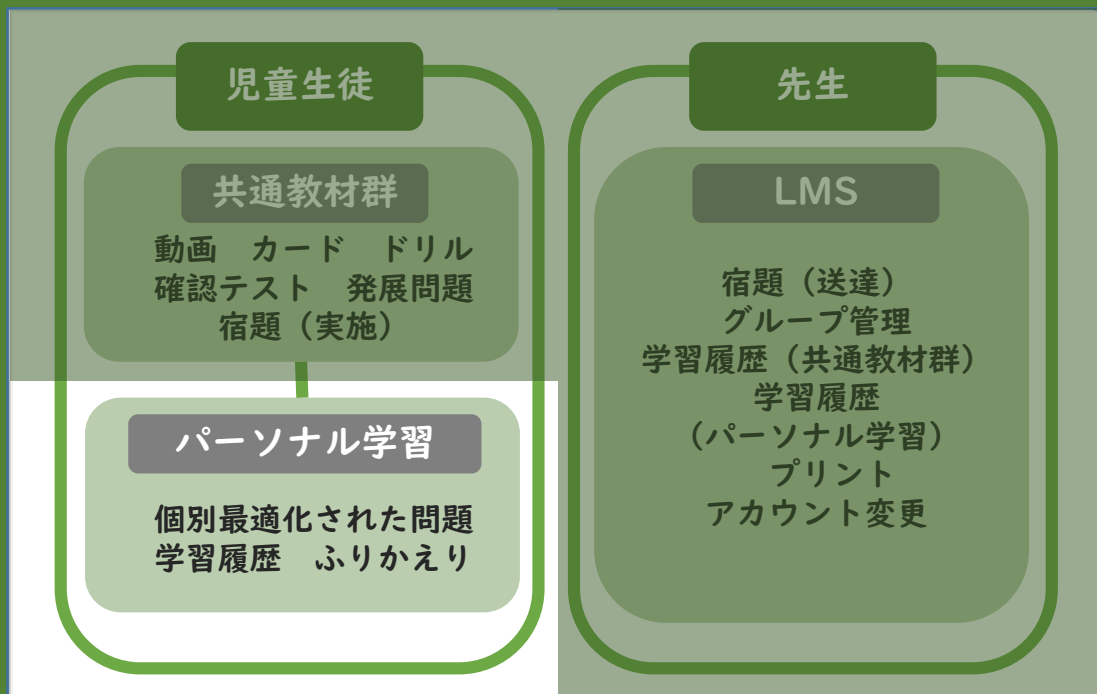 児童生徒
共通教材群
動画　カード　ドリル
確認テスト　発展問題
宿題（実施）
パーソナル学習
個別最適化された問題
学習履歴　ふりかえり
先生
LMS
宿題（送達）
グループ管理
学習履歴（共通教材群）
学習履歴
（パーソナル学習）
プリント
アカウント変更